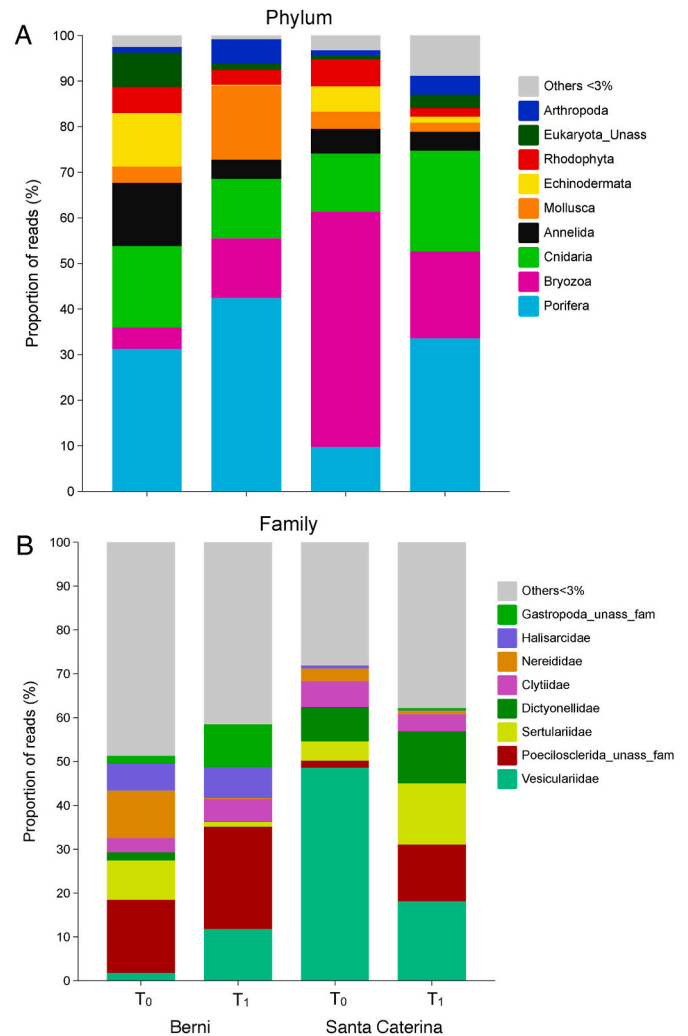 A
Phylum
Proportion of reads (%)
100
90
80
70
60
50
40
30
20
10
0
Others <3%
Arthropoda
Eukaryota_Unass
Rhodophyta
Echinodermata
Mollusca
Annelida
Cnidaria
Bryozoa
Porifera
B
Family
Proportion of reads (%)
100
90
80
70
60
50
40
30
20
10
0
Others<3%
Gastropoda_unass_fam
Halisarcidae
Nereididae
Clytiidae
Dictyonellidae
Sertulariidae
Poecilosclerida_unass_fam
Vesiculariidae
T0 T1 T0 T1
Berni Santa Caterina